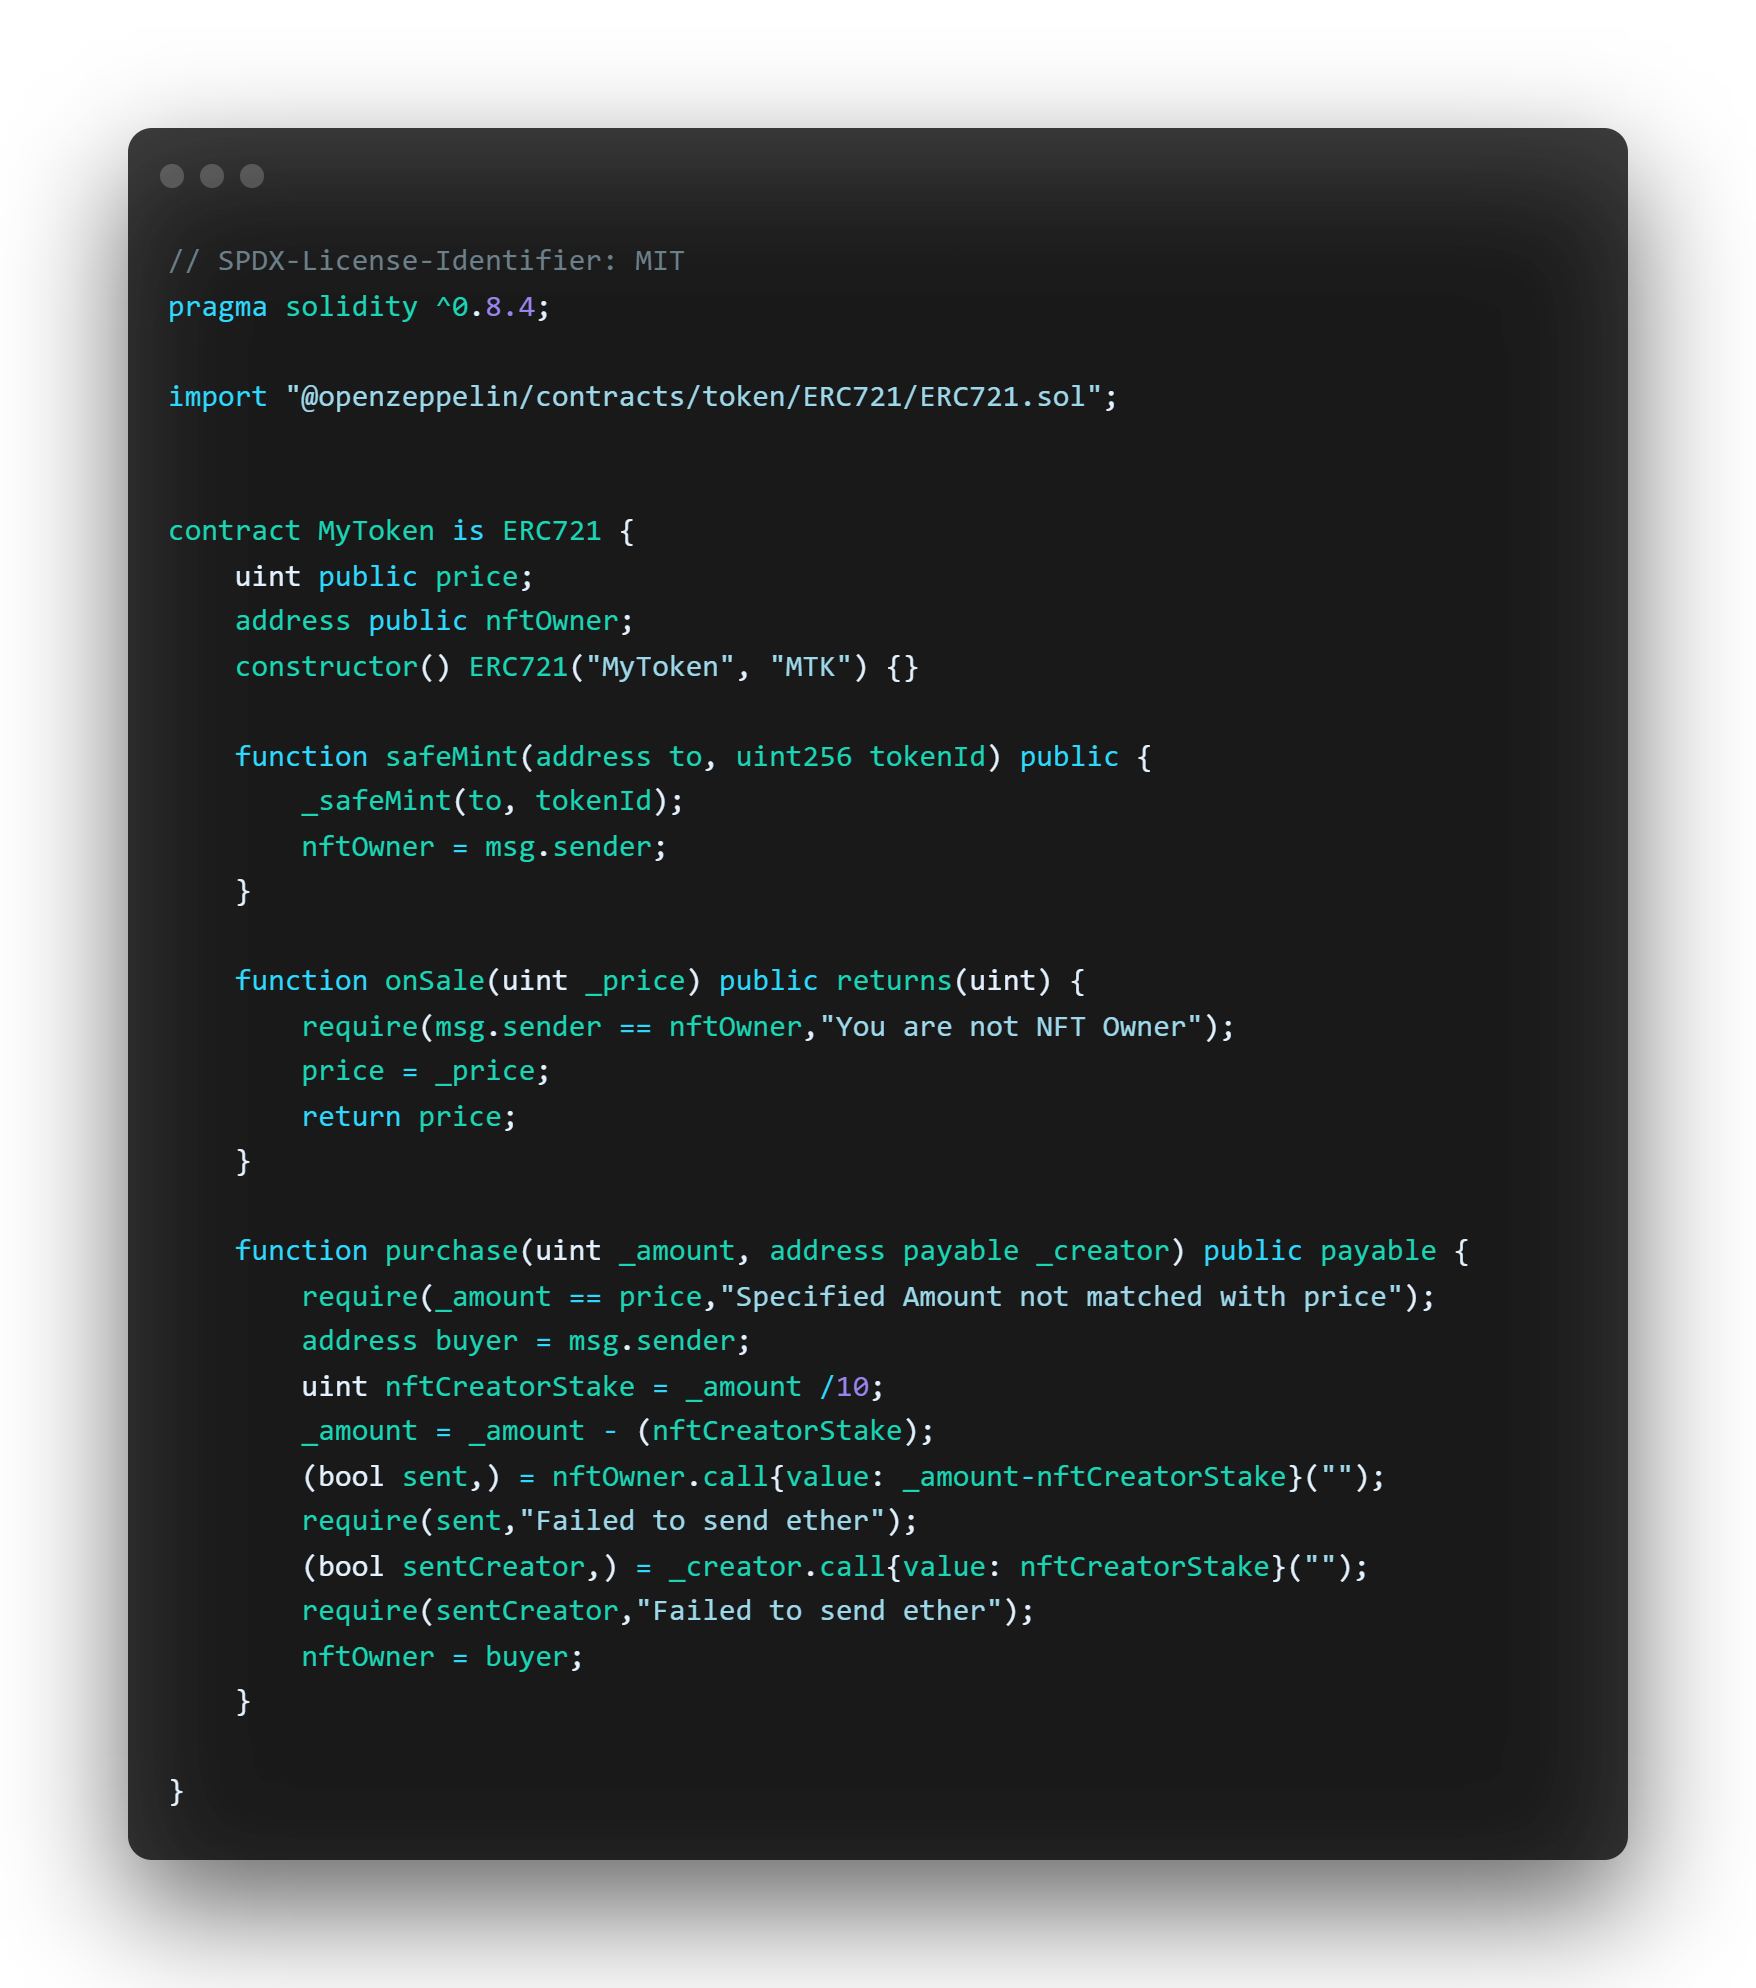 // SPDX-License-Identifier: MIT
pragma solidity ^0.8.4;
import "@openzeppelin/contracts/token/ERC721/ERC721.sol";
contract MyToken is ERC721 {
    uint public price;
    address public nftOwner;
    constructor() ERC721("MyToken", "MTK") {}
    function safeMint(address to, uint256 tokenId) public {
        _safeMint(to, tokenId);
        nftOwner = msg.sender;
    }
    function onSale(uint _price) public returns(uint) {
        require(msg.sender == nftOwner,"You are not NFT Owner");
        price = _price;
        return price;
    }
    function purchase(uint _amount, address payable _creator) public payable {
        require(_amount == price,"Specified Amount not matched with price");
        address buyer = msg.sender;
        uint nftCreatorStake = _amount /10;
        _amount = _amount - (nftCreatorStake);
        (bool sent,) = nftOwner.call{value: _amount-nftCreatorStake}("");
        require(sent,"Failed to send ether");
        (bool sentCreator,) = _creator.call{value: nftCreatorStake}("");
        require(sentCreator,"Failed to send ether");
        nftOwner = buyer;
    }
}